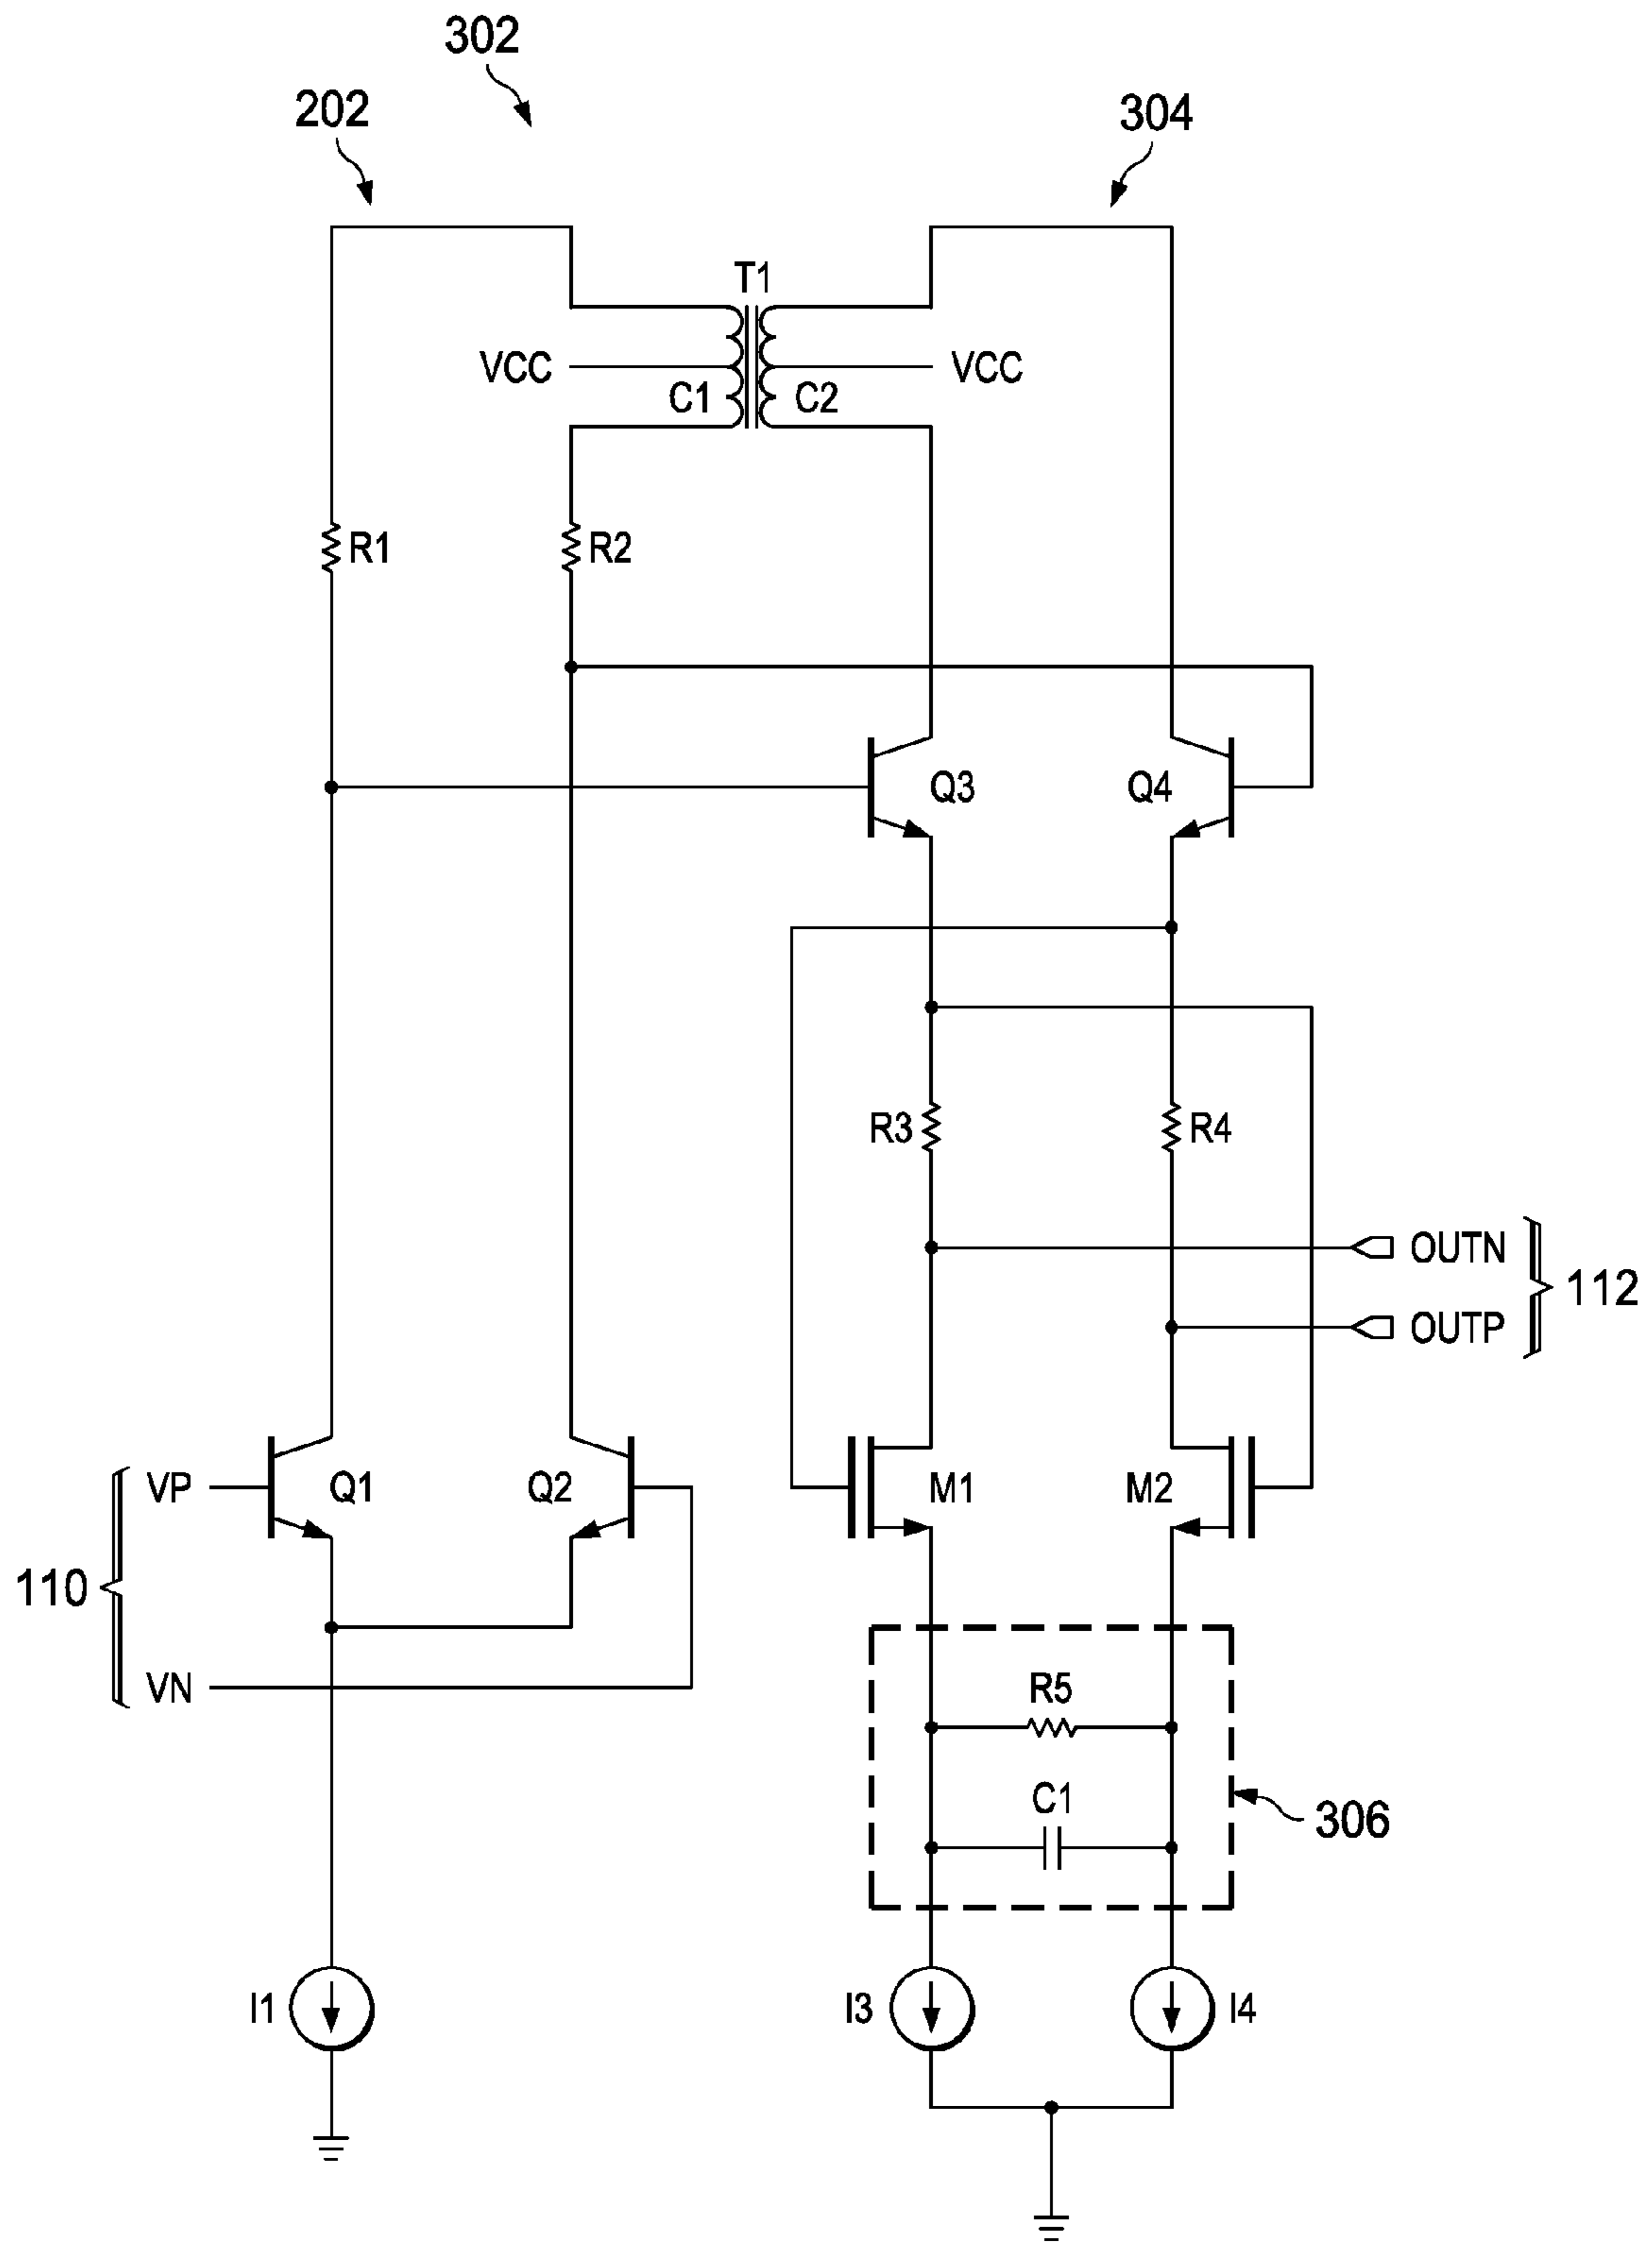 302
202
304
T1
VCC
VCC
C1
C2
R1
R2
Q3
Q4
R3
R4
OUTN
112
OUTP
VP
Q1
Q2
M1
M2
110
VN
R5
C1
306
I1
I3
I4